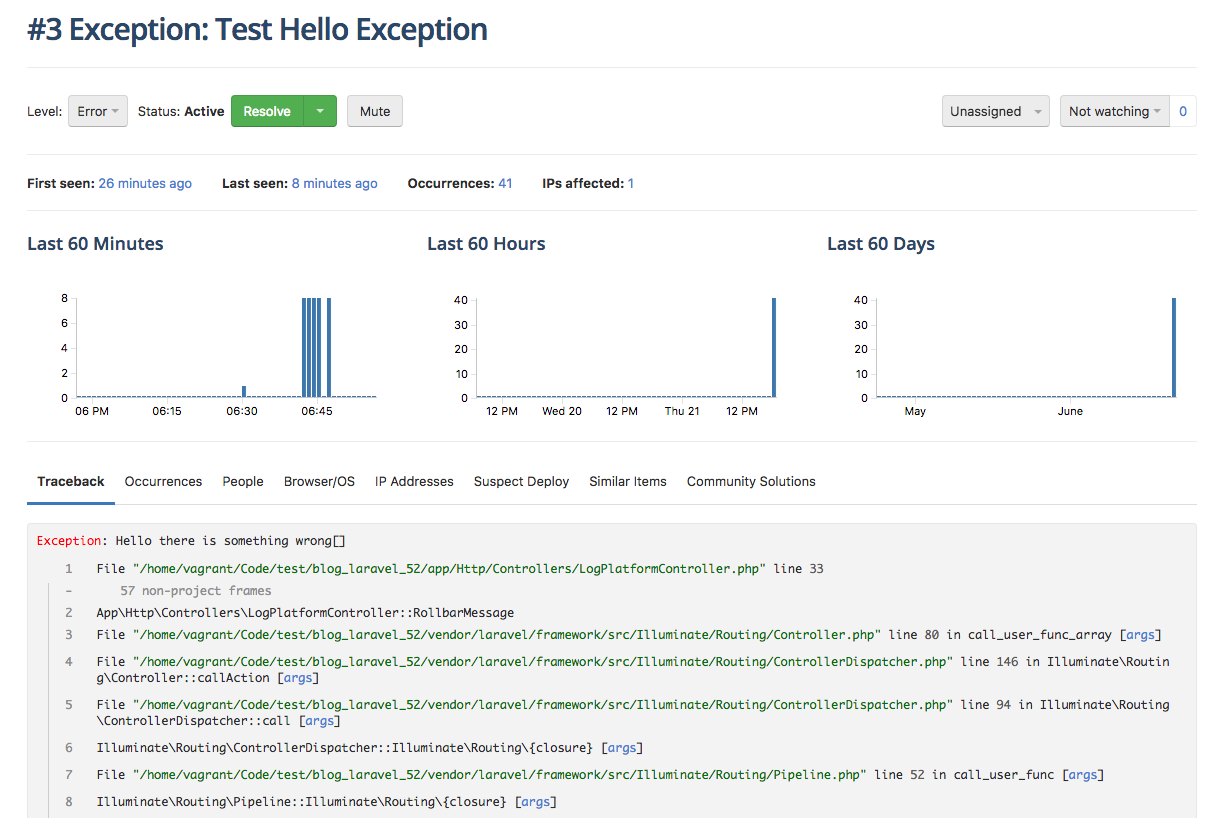 #3 Exception: Test Hello Exception
Level: Error Status: Active Resolve Mute Unassigned Not watching 0
First seen: 26 minutes ago Last seen: 8 minutes ago Occurrences: 41 IPs affected: 1
Last 60 Minutes
8
6
4
2
0
06 PM 06:15 06:30 06:45
Last 60 Hours
40
30
20
10
0
12 PM Wed 20 12 PM Thu 21 12 PM
Last 60 Days
40
30
20
10
0
May June
Traceback Occurrences People Browser/OS IP Addresses Suspect Deploy Similar Items Community Solutions
Exception: Hello there is something wrong[]
1 File "/home/vagrant/Code/test/blog_laravel_52/app/Http/Controllers/LogPlatformController.php" line 33
- 57 non-project frames
2 App\Http\Controllers\LogPlatformController::RollbarMessage
3 File "/home/vagrant/Code/test/blog_laravel_52/vendor/laravel/framework/src/Illuminate/Routing/Controller.php" line 80 in call_user_func_array [args]
4 File "/home/vagrant/Code/test/blog_laravel_52/vendor/laravel/framework/src/Illuminate/Routing/ControllerDispatcher.php" line 146 in Illuminate\Routin
g\Controller::callAction [args]
5 File "/home/vagrant/Code/test/blog_laravel_52/vendor/laravel/framework/src/Illuminate/Routing/ControllerDispatcher.php" line 94 in Illuminate\Routing
\ControllerDispatcher::call [args]
6 Illuminate\Routing\ControllerDispatcher::Illuminate\Routing\{closure} [args]
7 File "/home/vagrant/Code/test/blog_laravel_52/vendor/laravel/framework/src/Illuminate/Routing/Pipeline.php" line 52 in call_user_func [args]
8 Illuminate\Routing\Pipeline::Illuminate\Routing\{closure} [args]